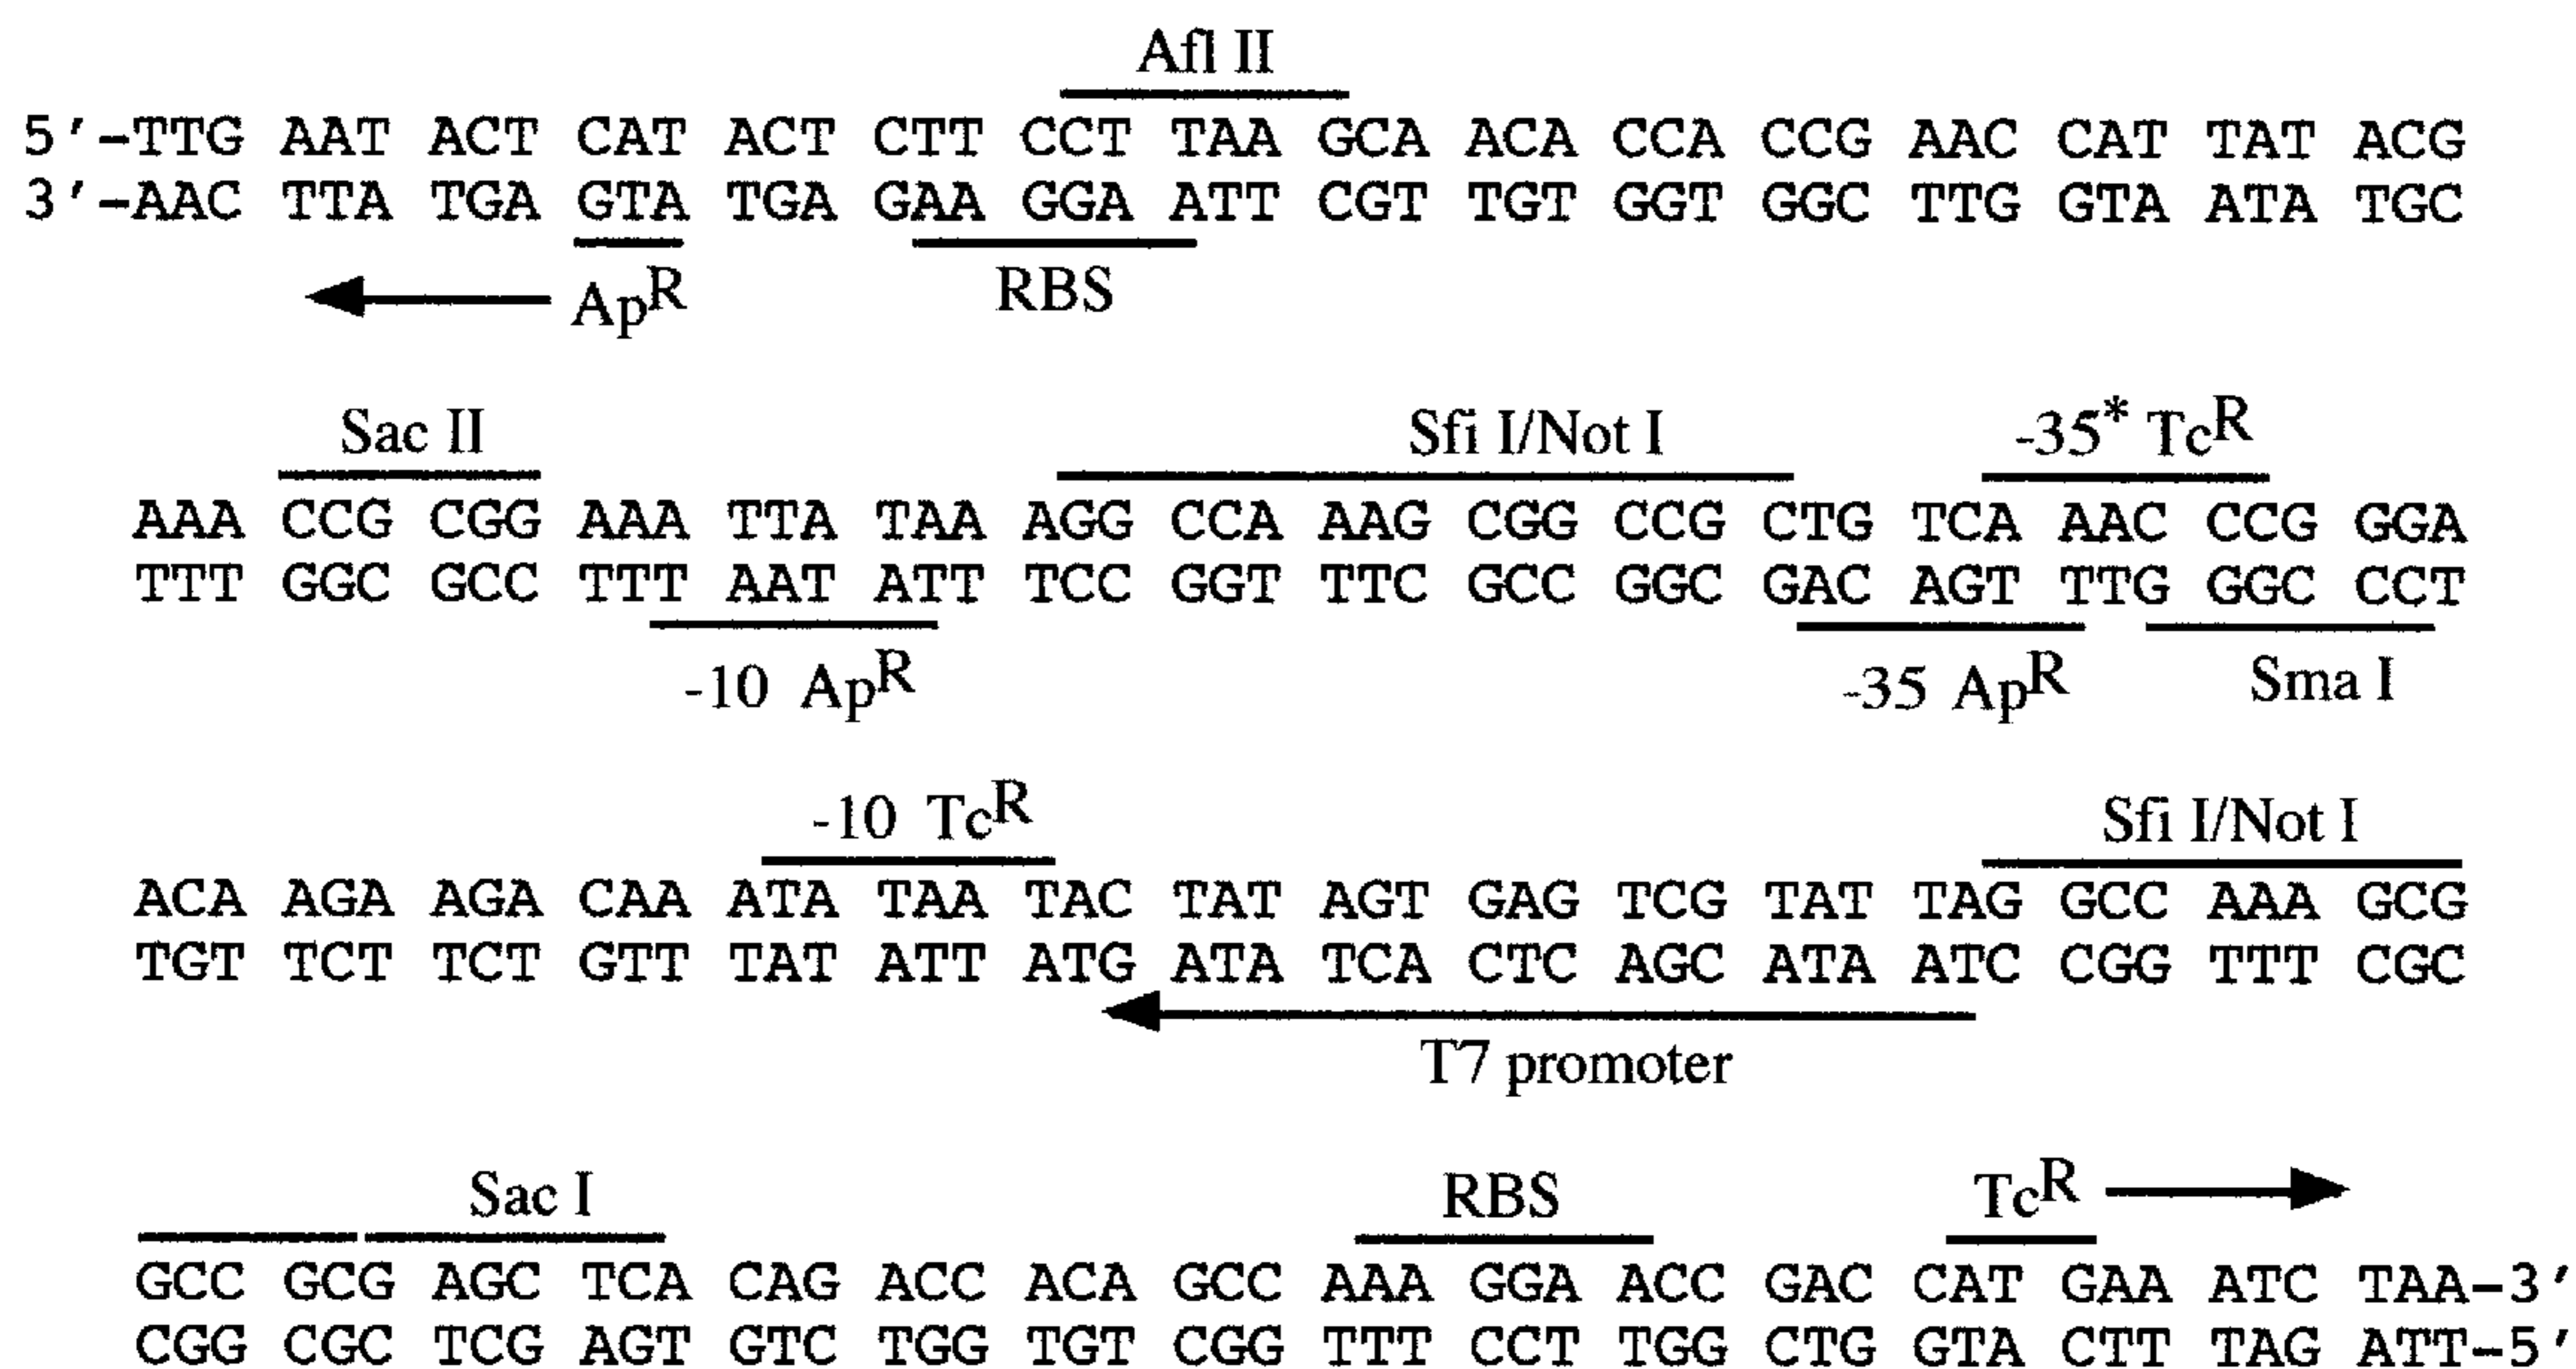 Afl II
5'-TTG AAT ACT CAT ACT CTT CCT TAA GCA ACA CCA CCG AAC CAT TAT ACG
3'-AAC TTA TGA GTA TGA GAA GGA ATT CGT TGT GGT GGC TTG GTA ATA TGC
ApR RBS
Sac II Sfi I/Not I -35* TcR
AAA CCG CGG AAA TTA TAA AGG CCA AAG CGG CCG CTG TCA AAC CCG GGA
TTT GGC GCC TTT AAT ATT TCC GGT TTC GCC GGC GAC AGT TTG GGC CCT
-10 ApR -35 ApR Sma I
-10 TcR Sfi I/Not I
ACA AGA AGA CAA ATA TAA TAC TAT AGT GAG TCG TAT TAG GCC AAA GCG
TGT TCT TCT GTT TAT ATT ATG ATA TCA CTC AGC ATA ATC CGG TTT CGC
T7 promoter
Sac I RBS TcR
GCC GCG AGC TCA CAG ACC ACA GCC AAA GGA ACC GAC CAT GAA ATC TAA-3'
CGG CGC TCG AGT GTC TGG TGT CGG TTT CCT TGG CTG GTA CTT TAG ATT-5'